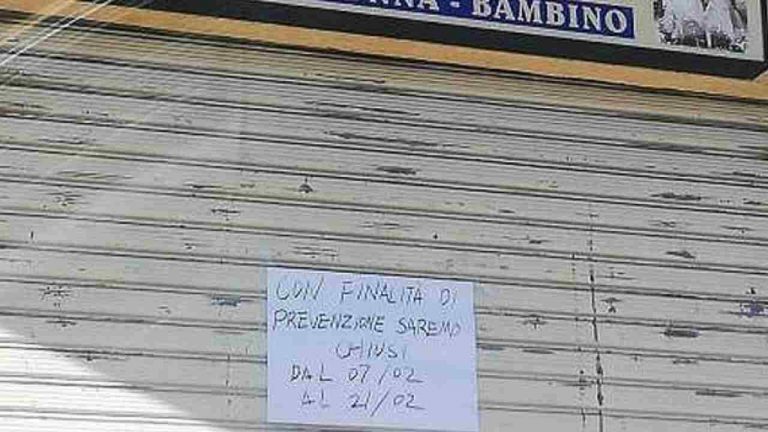 - BAMBINO
CON FINALITA DI
PREVENZIONE SAREMO
CHIUSI
DAL 07/02
AL 21/02